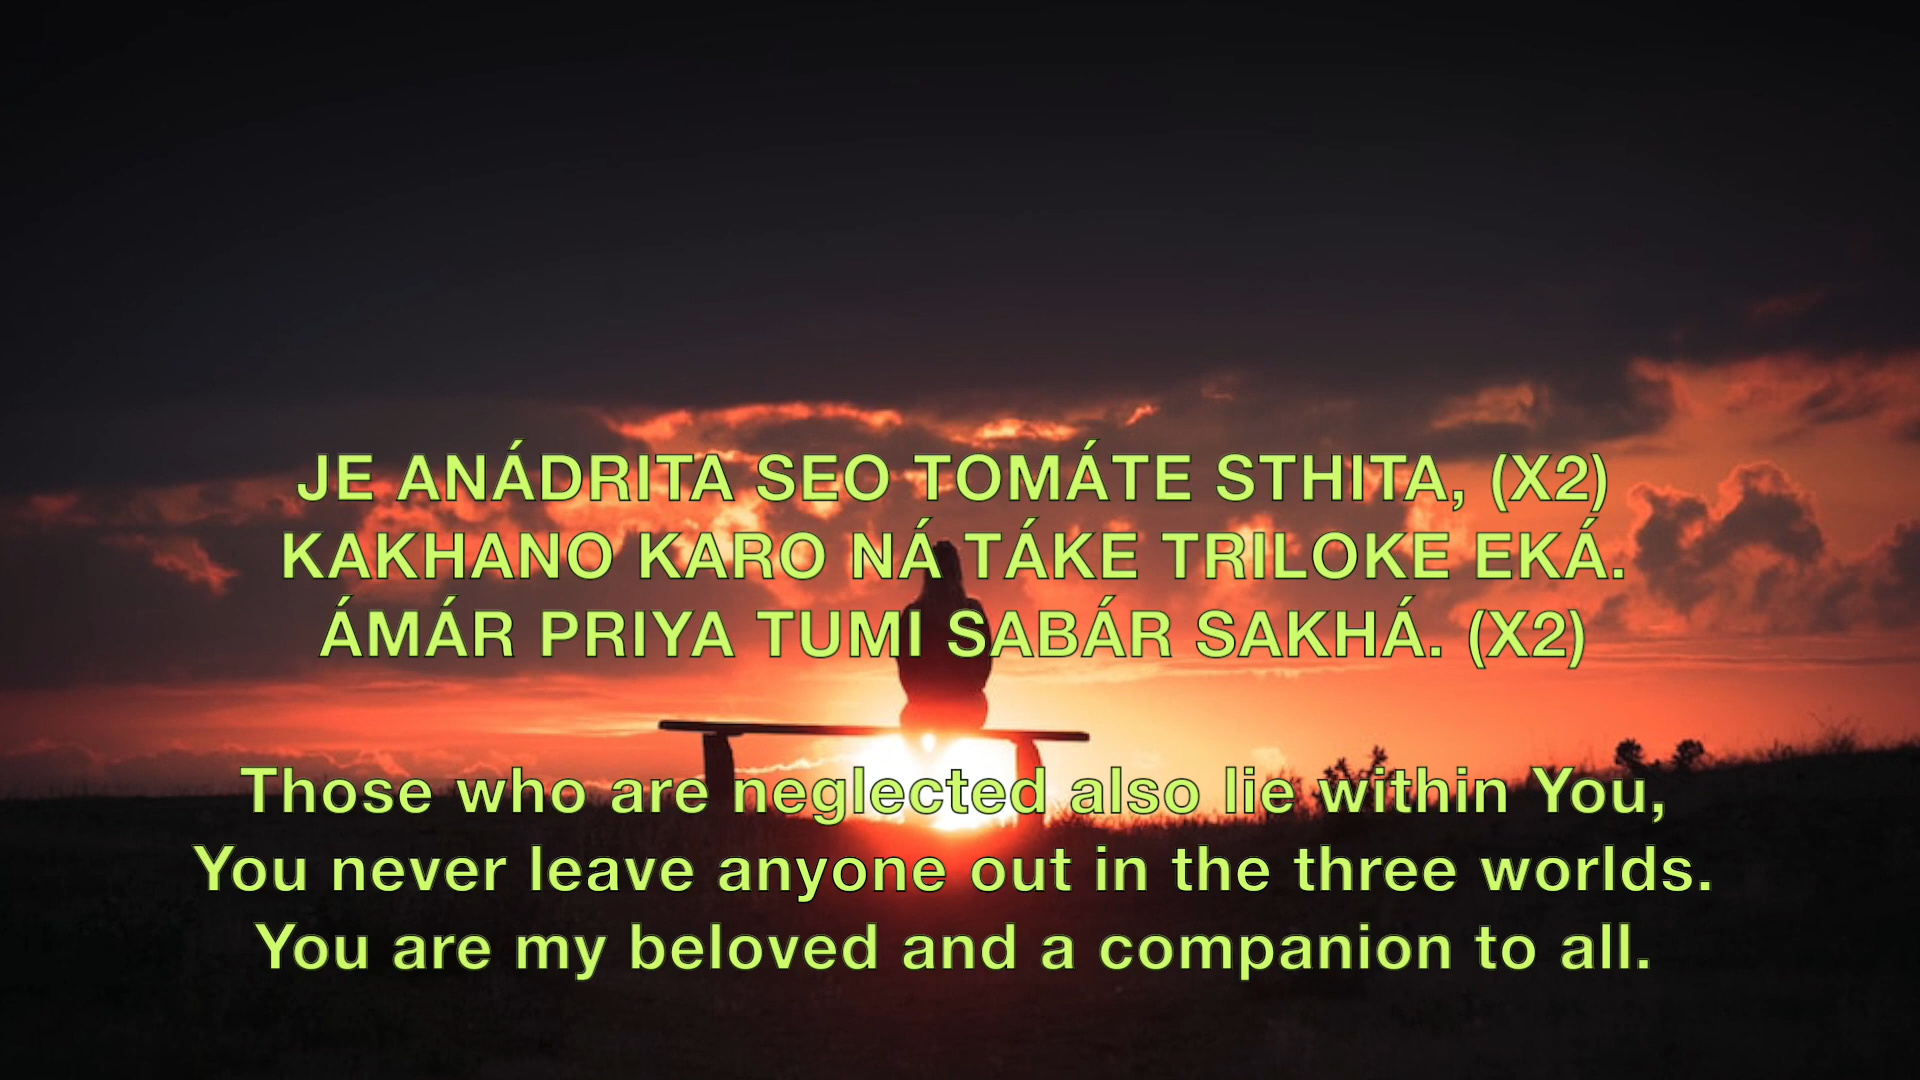 JE ANÁDRITA SEO TOMÁTE STHITA, (X2)
KAKHANO KARO NÁ TÁKE TRILOKE EKÁ.
ÁMÁR PRIYA TUMI SABÁR SAKHÁ. (X2)
Those who are neglected also lie within You,
You never leave anyone out in the three worlds.
You are my beloved and a companion to all.